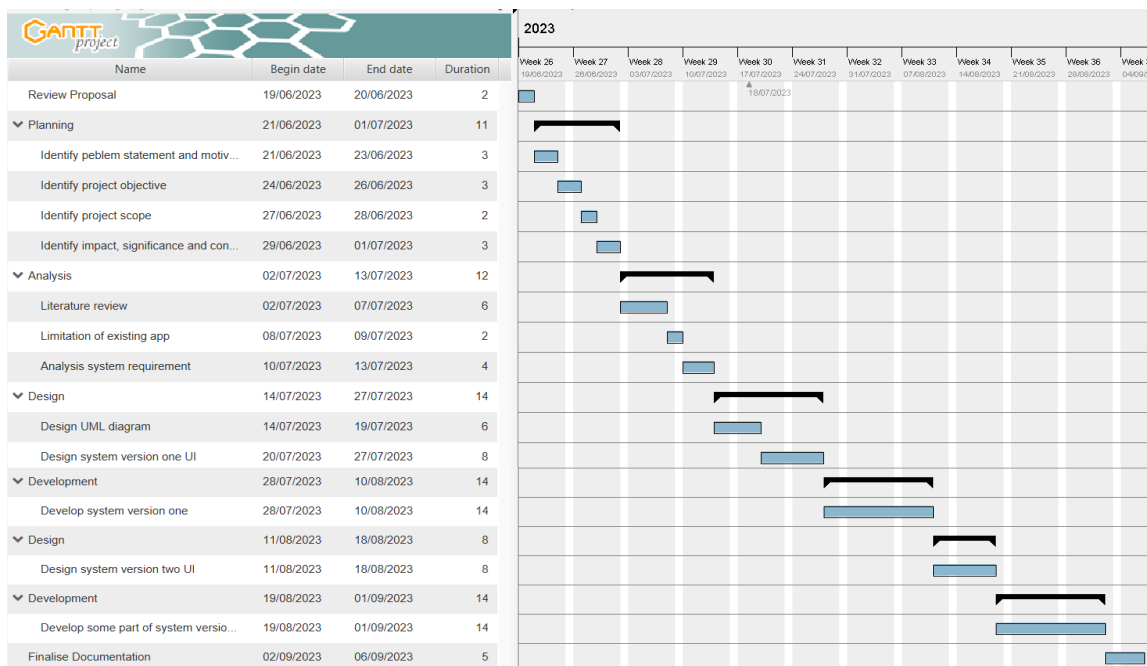 GANTT
project
2023
Week 26 Week 27 Week 28 Week 29 Week 30 Week 31 Week 32 Week 33 Week 34 Week 35 Week 36 Week
19/06/2023 26/06/2023 03/07/2023 10/07/2023 17/07/2023 24/07/2023 31/07/2023 07/08/2023 14/08/2023 21/08/2023 28/08/2023 04/09/
18/07/2023
Name Begin date End date Duration
Review Proposal 19/06/2023 20/06/2023 2
Planning 21/06/2023 01/07/2023 11
Identify peblem statement and motiv... 21/06/2023 23/06/2023 3
Identify project objective 24/06/2023 26/06/2023 3
Identify project scope 27/06/2023 28/06/2023 2
Identify impact, significance and con... 29/06/2023 01/07/2023 3
Analysis 02/07/2023 13/07/2023 12
Literature review 02/07/2023 07/07/2023 6
Limitation of existing app 08/07/2023 09/07/2023 2
Analysis system requirement 10/07/2023 13/07/2023 4
Design 14/07/2023 27/07/2023 14
Design UML diagram 14/07/2023 19/07/2023 6
Design system version one UI 20/07/2023 27/07/2023 8
Development 28/07/2023 10/08/2023 14
Develop system version one 28/07/2023 10/08/2023 14
Design 11/08/2023 18/08/2023 8
Design system version two UI 11/08/2023 18/08/2023 8
Development 19/08/2023 01/09/2023 14
Develop some part of system versio... 19/08/2023 01/09/2023 14
Finalise Documentation 02/09/2023 06/09/2023 5